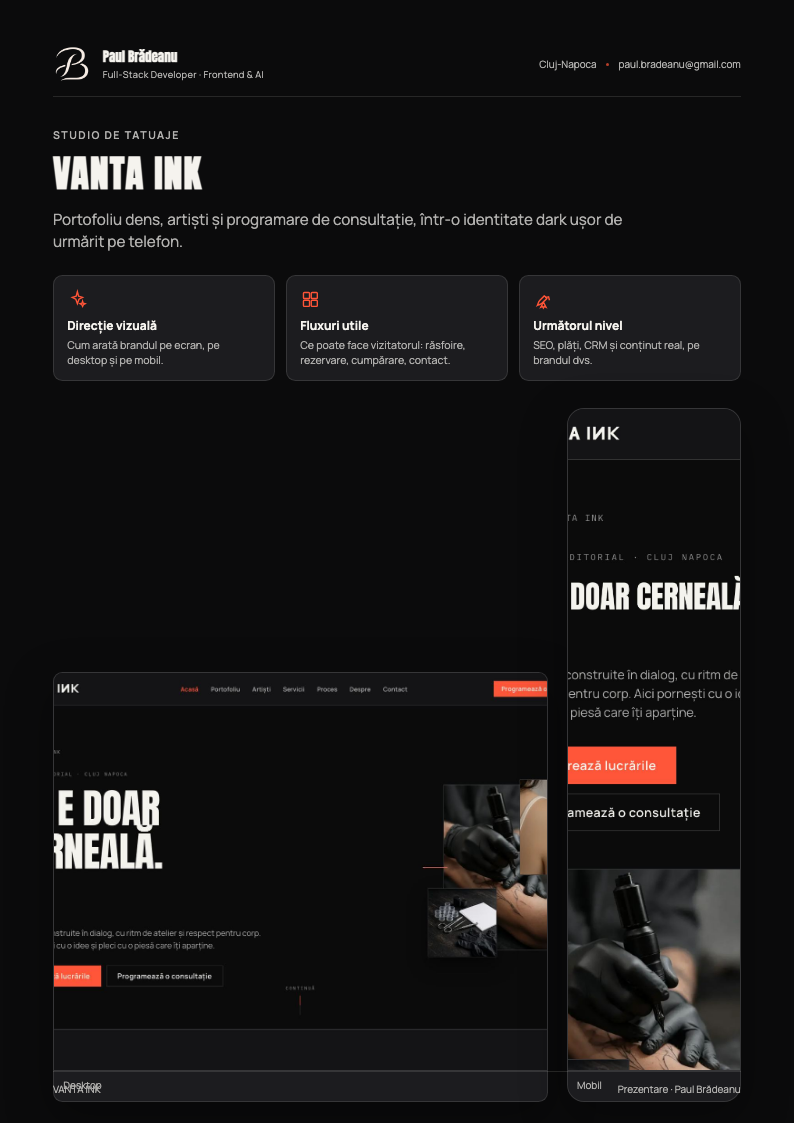 Paul Brădeanu
Full-Stack Developer · Frontend & AI
Cluj-Napoca • paul.bradeanu@gmail.com
STUDIO DE TATUAJE
VANTA INK
Portofoliu dens, artiști și programare de consultație, într-o identitate dark ușor de
urmărit pe telefon.
Direcție vizuală
Cum arată brandul pe ecran, pe
desktop și pe mobil.
Fluxuri utile
Ce poate face vizitatorul: răsfoire,
rezervare, cumpărare, contact.
Următorul nivel
SEO, plăți, CRM și conținut real, pe
brandul dvs.
INK
Acasă Portofoliu Artiști Servicii Proces Despre Contact
Programează o
ORIAL · CLUJ NAPOCA
E DOAR
RNEALĂ.
struite în dialog, cu ritm de atelier și respect pentru corp.
cu o idee și pleci cu o piesă care îți aparține.
ă lucrările
Programează o consultație
CONTINUĂ
Desktop
VANTA INK
A INK
TA INK
DITORIAL · CLUJ NAPOCA
DOAR CERNEALĂ
construite în dialog, cu ritm de
entru corp. Aici pornești cu o i
piesă care îți aparține.
rează lucrările
amează o consultație
Mobil
Prezentare · Paul Brădeanu